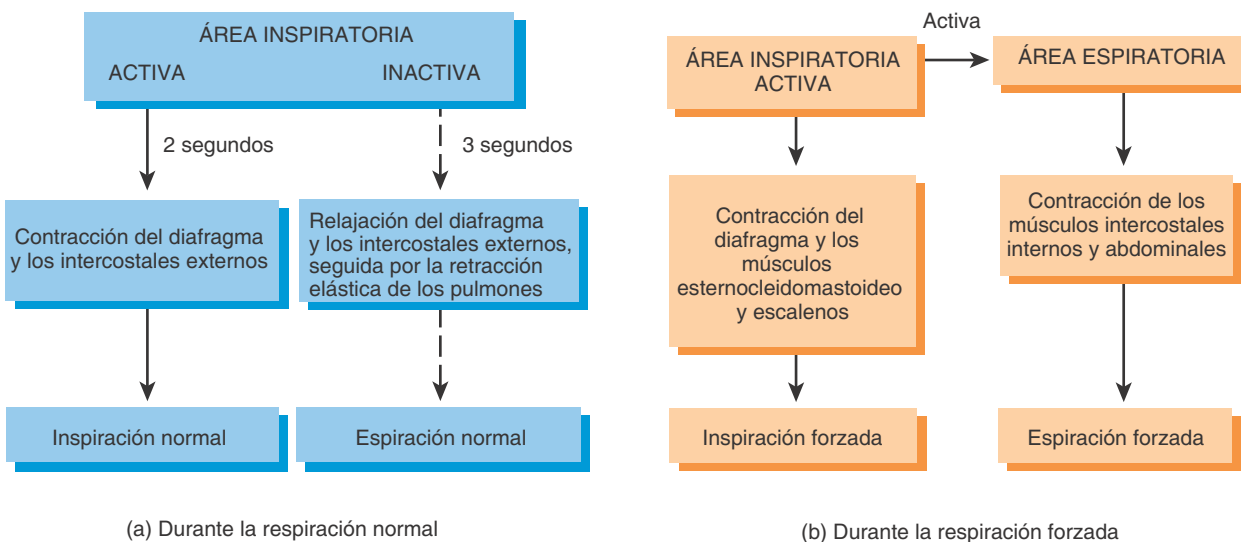 ÁREA INSPIRATORIA
ACTIVA
INACTIVA
2 segundos
3 segundos
Contracción del diafragma
y los intercostales externos
Relajación del diafragma
y los intercostales externos,
seguida por la retracción
elástica de los pulmones
Inspiración normal
Espiración normal
(a) Durante la respiración normal
Activa
ÁREA INSPIRATORIA
ACTIVA
ÁREA ESPIRATORIA
Contracción del
diafragma y los
músculos
esternocleidomastoideo
y escalenos
Contracción de los
músculos intercostales
internos y abdominales
Inspiración forzada
Espiración forzada
(b) Durante la respiración forzada